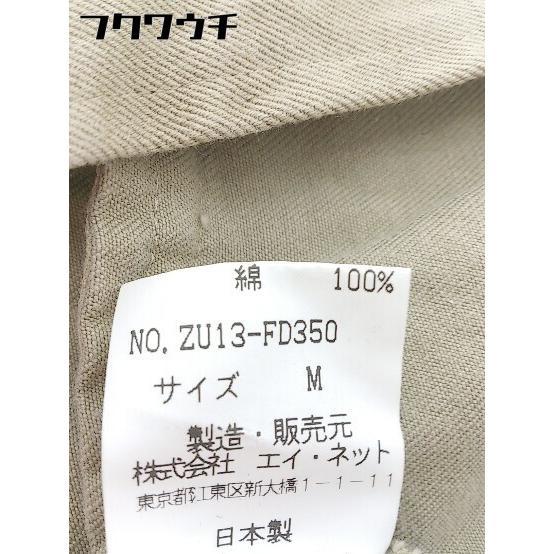 フクワウチ
綿 100%
NO. ZU13-FD350
サイズ M
製造・販売元
株式会社 エイ・ネット
東京都江東区新大橋1-1-11
日本製